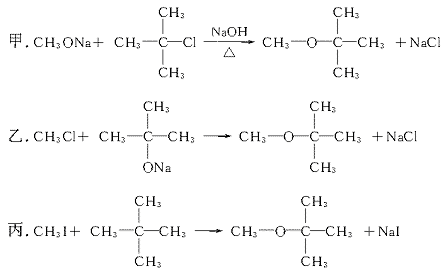 CH₃
甲. CH₃ONa + CH₃—C—Cl NaOH △ → CH₃—O—C—CH₃ + NaCl
CH₃
CH₃
CH₃
CH₃
乙. CH₃Cl + CH₃—C—CH₃ → CH₃—O—C—CH₃ + NaCl
ONa
CH₃
CH₃
CH₃
CH₃
丙. CH₃I + CH₃—C—CH₃ → CH₃—O—C—CH₃ + NaI
CH₃
CH₃
CH₃